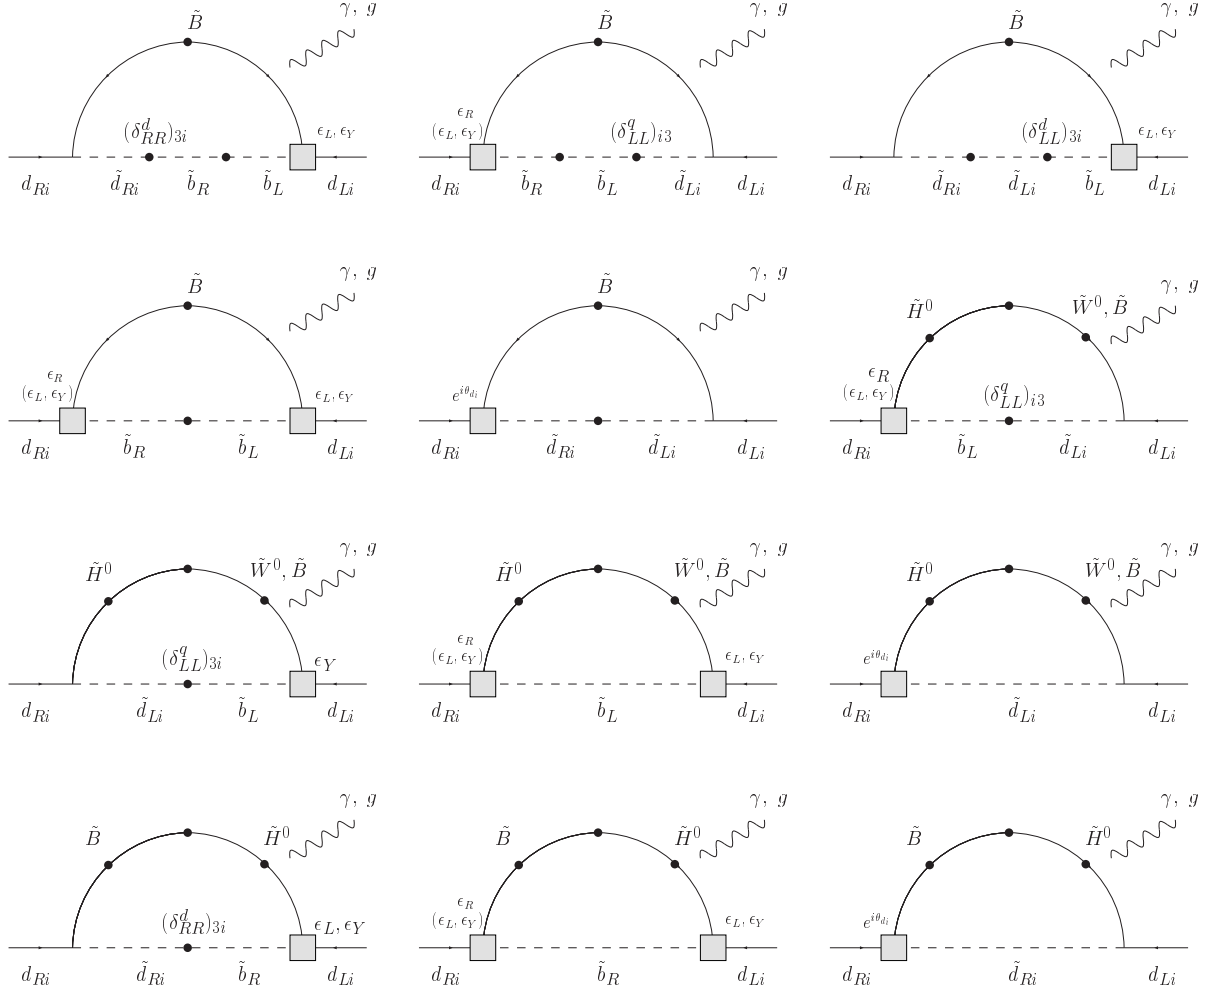 γ, g γ, g γ, g
B̃ B̃ B̃
(δ^d_RR)_3i ϵ_L, ϵ_Y ϵ_R (δ^q_LL)_i3 (δ^d_LL)_3i ϵ_L, ϵ_Y
(ϵ_L, ϵ_Y)
d_Ri d̃_Ri b̃_R b̃_L d_Li d_Ri b̃_R b̃_L d̃_Li d_Li d_Ri d̃_Ri d̃_Li b̃_L d_Li
γ, g γ, g γ, g
B̃ B̃ H̃^0 W̃^0, B̃
ϵ_R ϵ_L, ϵ_Y e^{iθ_di} ϵ_R (δ^q_LL)_i3
(ϵ_L, ϵ_Y) (ϵ_L, ϵ_Y)
d_Ri b̃_R b̃_L d_Li d_Ri d̃_Ri d̃_Li d_Li d_Ri b̃_L d̃_Li d_Li
γ, g γ, g γ, g
H̃^0 W̃^0, B̃ H̃^0 W̃^0, B̃ H̃^0 W̃^0, B̃
(δ^q_LL)_3i ϵ_Y ϵ_R ϵ_L, ϵ_Y e^{iθ_di}
(ϵ_L, ϵ_Y)
d_Ri d̃_Li b̃_L d_Li d_Ri b̃_L d_Li d_Ri d̃_Li d_Li
γ, g γ, g γ, g
B̃ H̃^0 B̃ H̃^0 B̃ H̃^0
(δ^d_RR)_3i ϵ_L, ϵ_Y ϵ_R ϵ_L, ϵ_Y e^{iθ_di}
(ϵ_L, ϵ_Y)
d_Ri d̃_Ri b̃_R d_Li d_Ri b̃_R d_Li d_Ri d̃_Ri d_Li